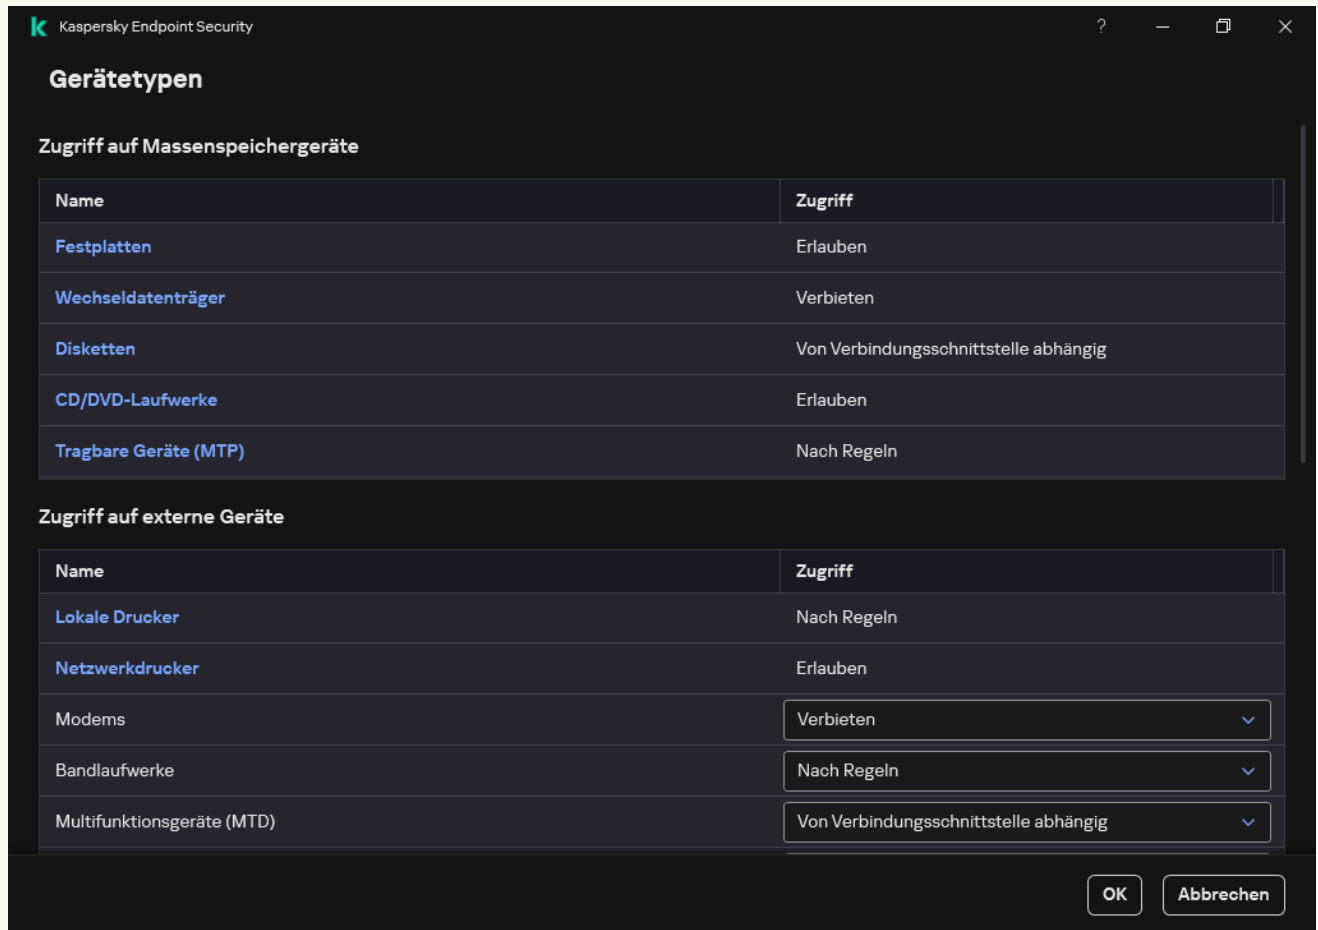 Kaspersky Endpoint Security ?
Gerätetypen
Zugriff auf Massenspeichergeräte
Name Zugriff
Festplatten Erlauben
Wechseldatenträger Verbieten
Disketten Von Verbindungsschnittstelle abhängig
CD/DVD-Laufwerke Erlauben
Tragbare Geräte (MTP) Nach Regeln
Zugriff auf externe Geräte
Name Zugriff
Lokale Drucker Nach Regeln
Netzwerkdrucker Erlauben
Modems Verbieten
Bandlaufwerke Nach Regeln
Multifunktionsgeräte (MTD) Von Verbindungsschnittstelle abhängig
OK Abbrechen